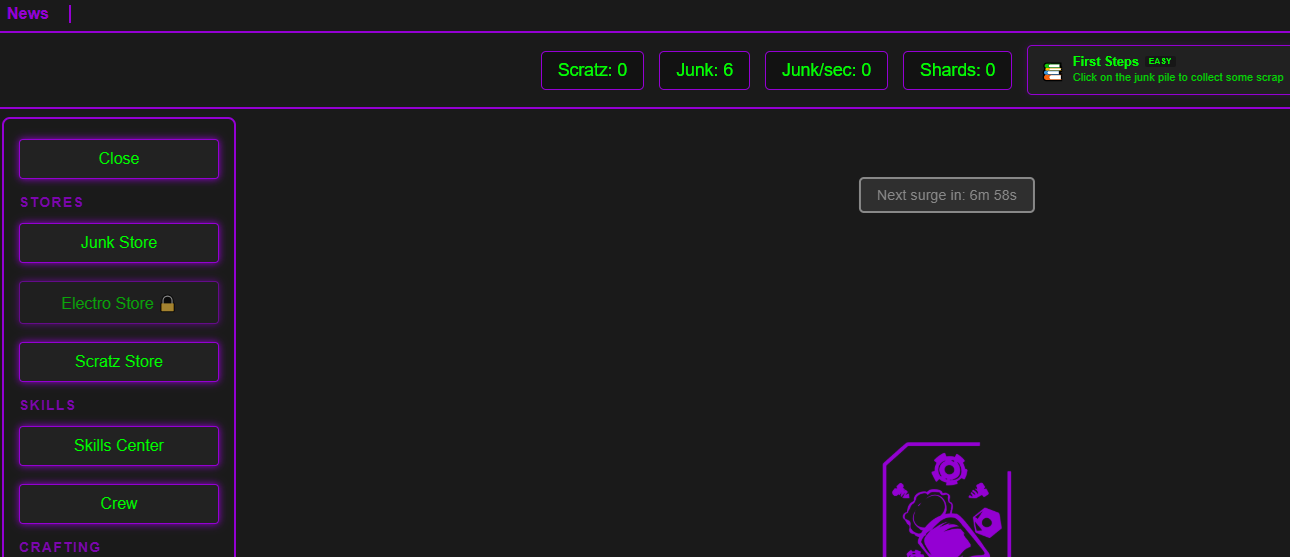 News
Scratz: 0
Junk: 6
Junk/sec: 0
Shards: 0
First Steps EASY
Click on the junk pile to collect some scrap
Close
STORES
Junk Store
Electro Store
Scratz Store
SKILLS
Skills Center
Crew
CRAFTING
Next surge in: 6m 58s